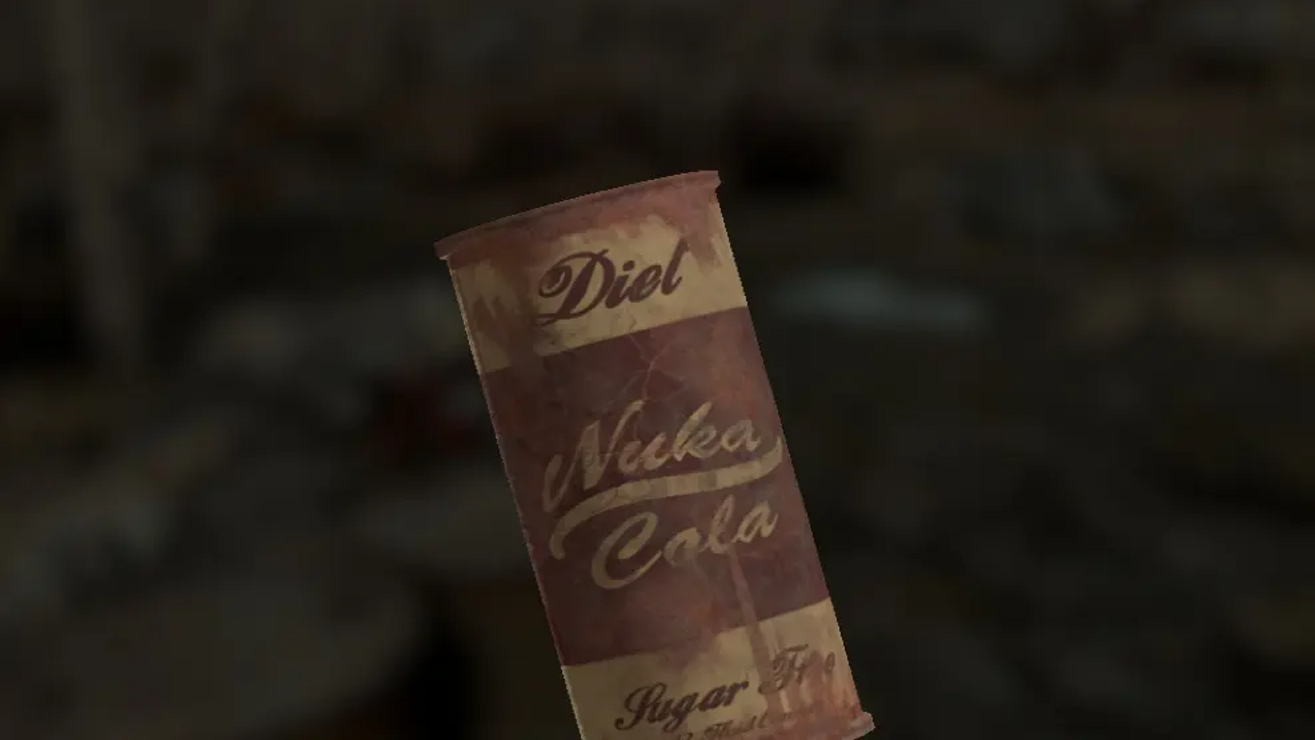 Diet
Nuka
Cola
Sugar Free